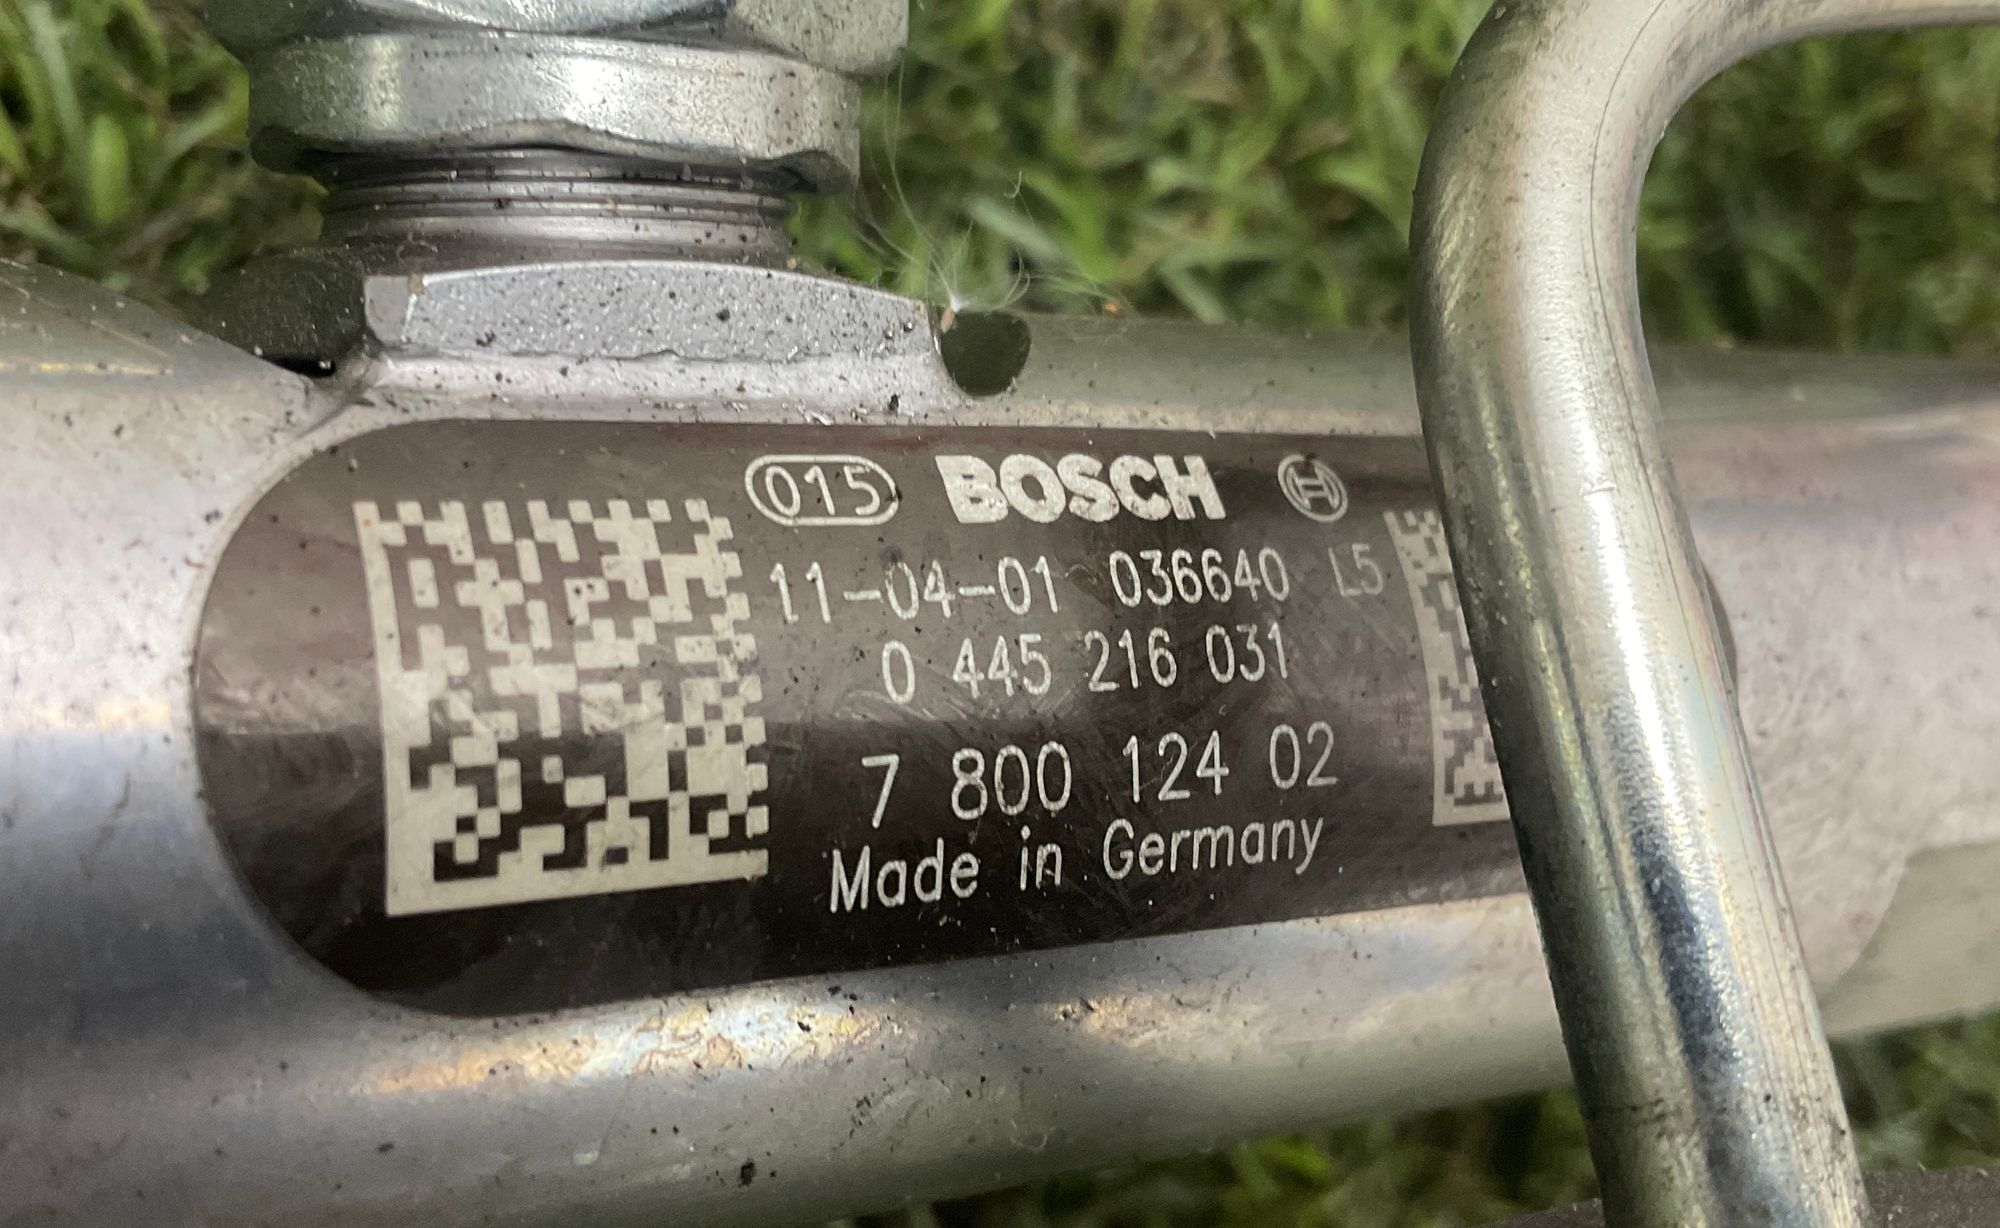 015 BOSCH
11-04-01 036640 L5
0 445 216 031
7 800 124 02
Made in Germany